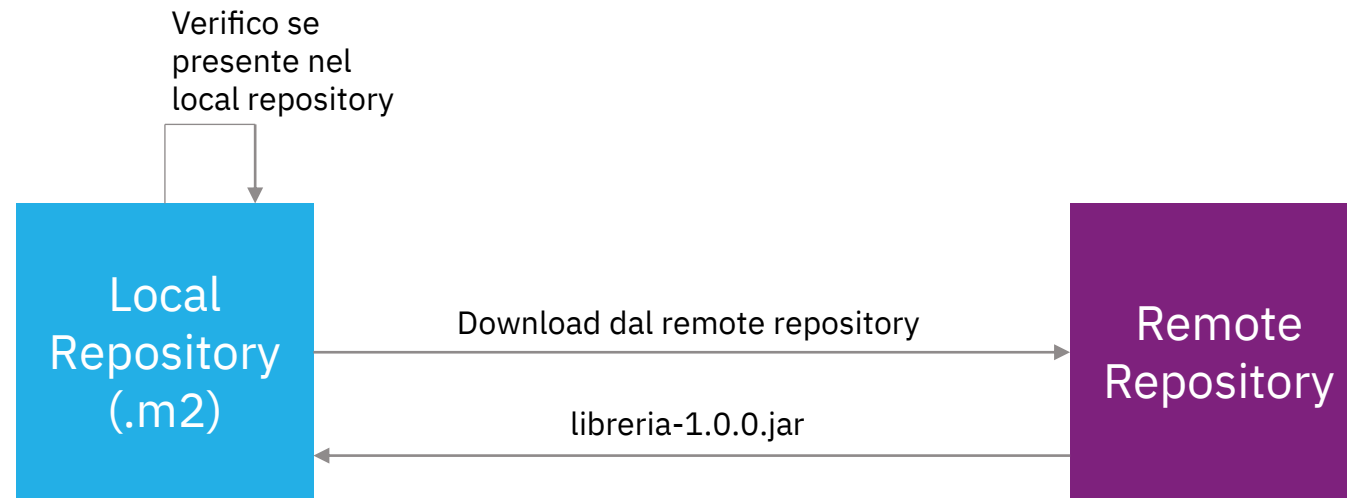 Verifico se
presente nel
local repository
Local
Repository
(.m2)
Download dal remote repository
libreria-1.0.0.jar
Remote
Repository